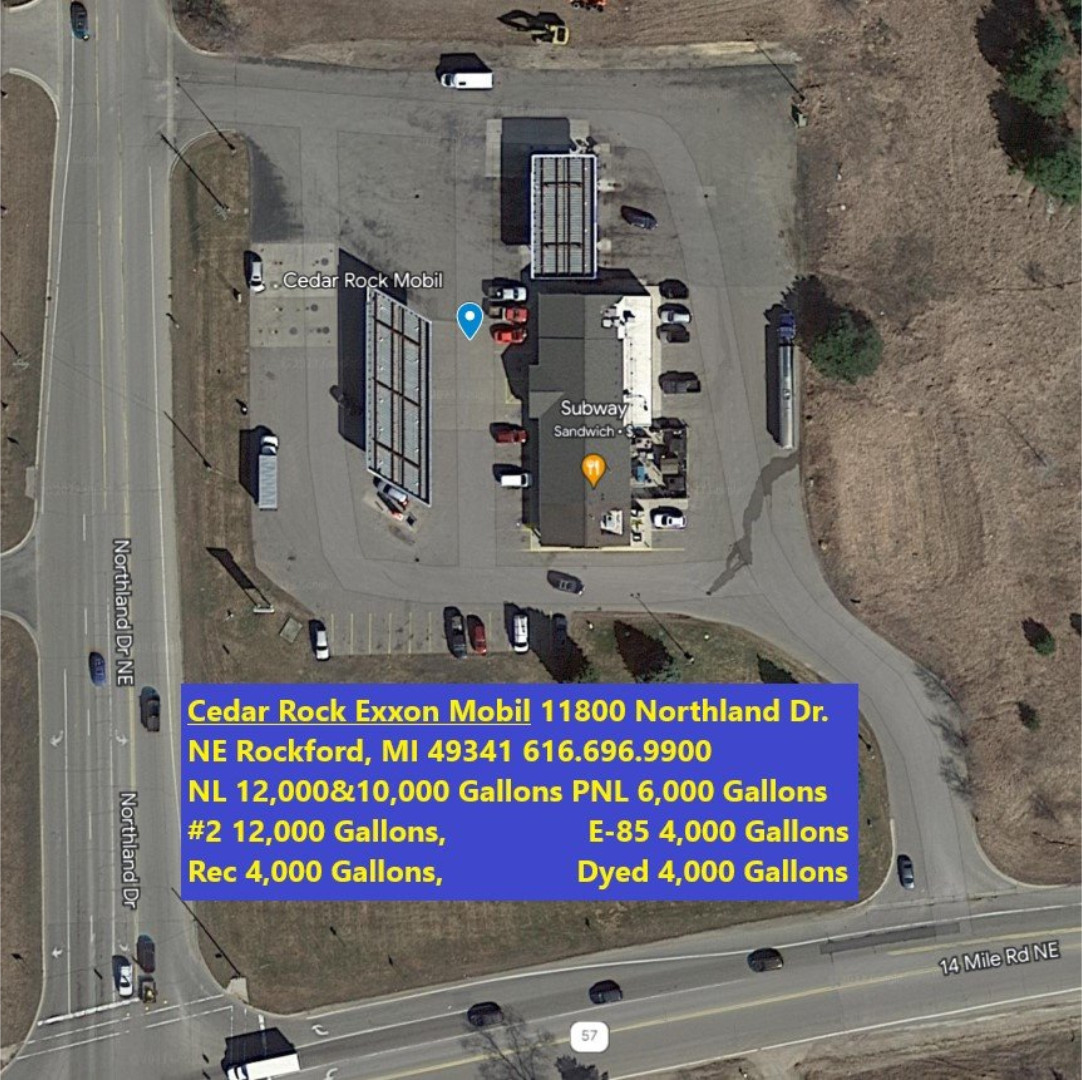 Cedar Rock Mobil
Subway
Sandwich • $
Northland Dr NE
Cedar Rock Exxon Mobil 11800 Northland Dr.
NE Rockford, MI 49341 616.696.9900
NL 12,000&10,000 Gallons PNL 6,000 Gallons
#2 12,000 Gallons, E-85 4,000 Gallons
Rec 4,000 Gallons, Dyed 4,000 Gallons
Northland Dr
14 Mile Rd NE
57